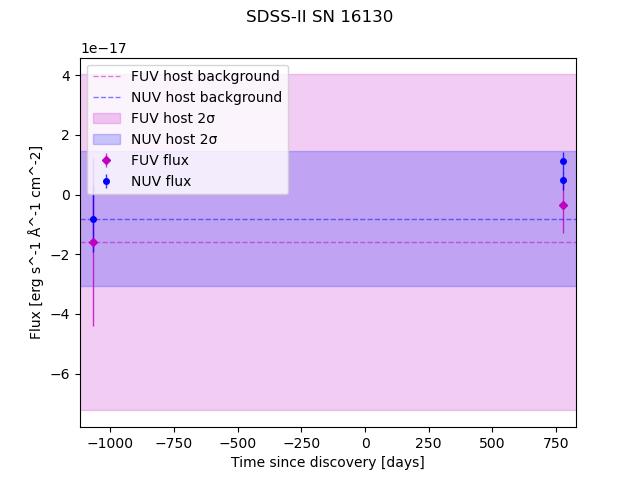 SDSS-II SN 16130
1e−17
FUV host background
NUV host background
FUV host 2σ
NUV host 2σ
FUV flux
NUV flux
4
2
0
−2
−4
−6
Flux [erg s^-1 Å^-1 cm^-2]
−1000
−750
−500
−250
0
250
500
750
Time since discovery [days]